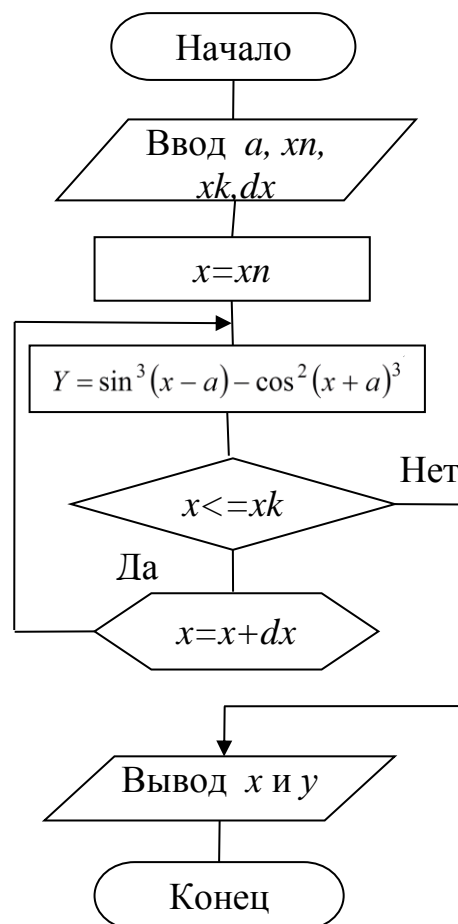 Начало
Ввод a, xn,
xk,dx
x=xn
Y = sin³(x − a) − cos²(x + a)³
x<=xk
Нет
Да
x=x+dx
Вывод x и y
Конец